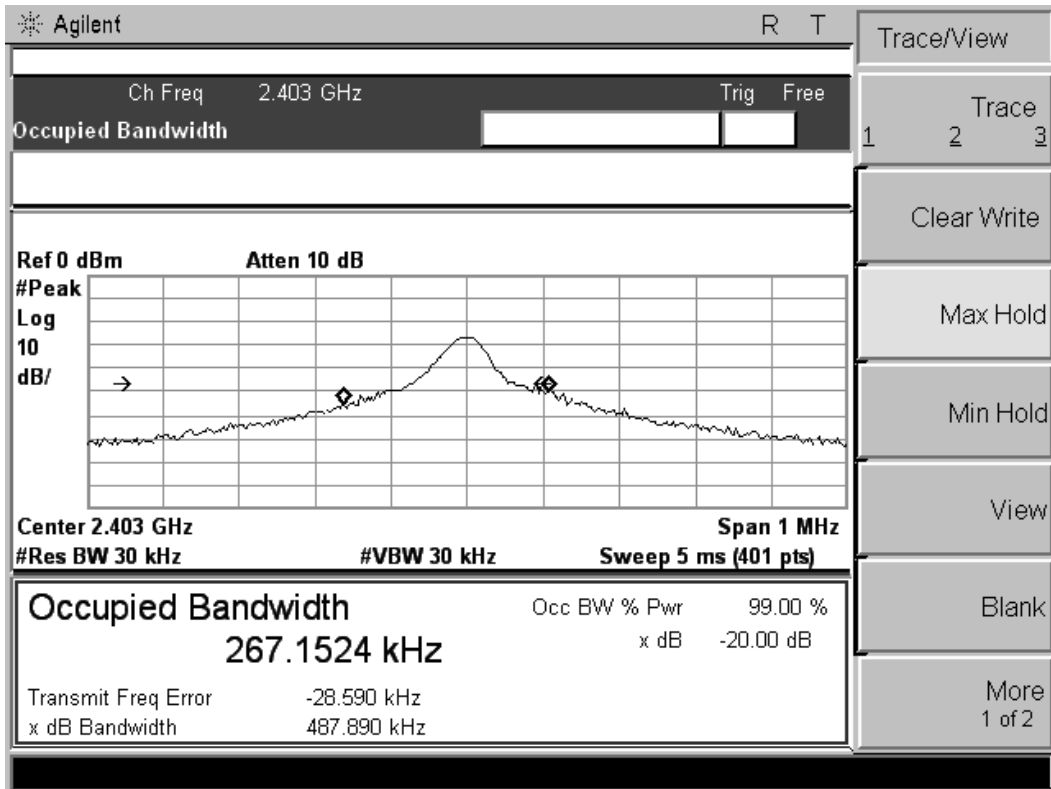 Agilent R T
Trace/View
Ch Freq 2.403 GHz Trig Free
Occupied Bandwidth
Trace
1 2 3
Clear Write
Ref 0 dBm Atten 10 dB
#Peak
Log
10
dB/
Max Hold
Min Hold
Center 2.403 GHz Span 1 MHz
#Res BW 30 kHz #VBW 30 kHz Sweep 5 ms (401 pts)
View
Occupied Bandwidth Occ BW % Pwr 99.00 %
267.1524 kHz x dB -20.00 dB
Blank
Transmit Freq Error -28.590 kHz
x dB Bandwidth 487.890 kHz
More
1 of 2